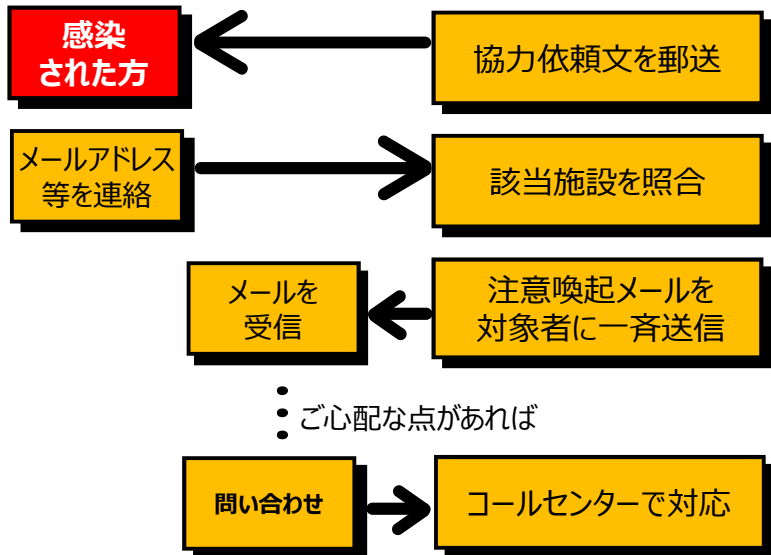 感染
された方
協力依頼文を郵送
メールアドレス
等を連絡
該当施設を照合
メールを
受信
注意喚起メールを
対象者に一斉送信
ご心配な点があれば
問い合わせ
コールセンターで対応